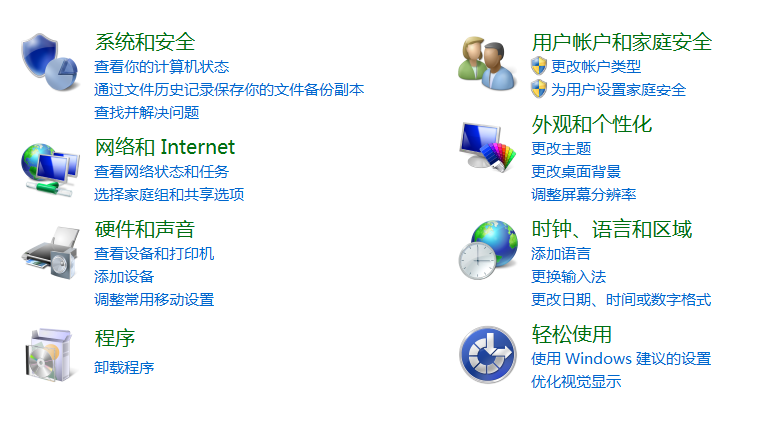 系统和安全
查看你的计算机状态
通过文件历史记录保存你的文件备份副本
查找并解决问题
网络和 Internet
查看网络状态和任务
选择家庭组和共享选项
硬件和声音
查看设备和打印机
添加设备
调整常用移动设置
程序
卸载程序
用户帐户和家庭安全
更改帐户类型
为用户设置家庭安全
外观和个性化
更改主题
更改桌面背景
调整屏幕分辨率
时钟、语言和区域
添加语言
更换输入法
更改日期、时间或数字格式
轻松使用
使用 Windows 建议的设置
优化视觉显示